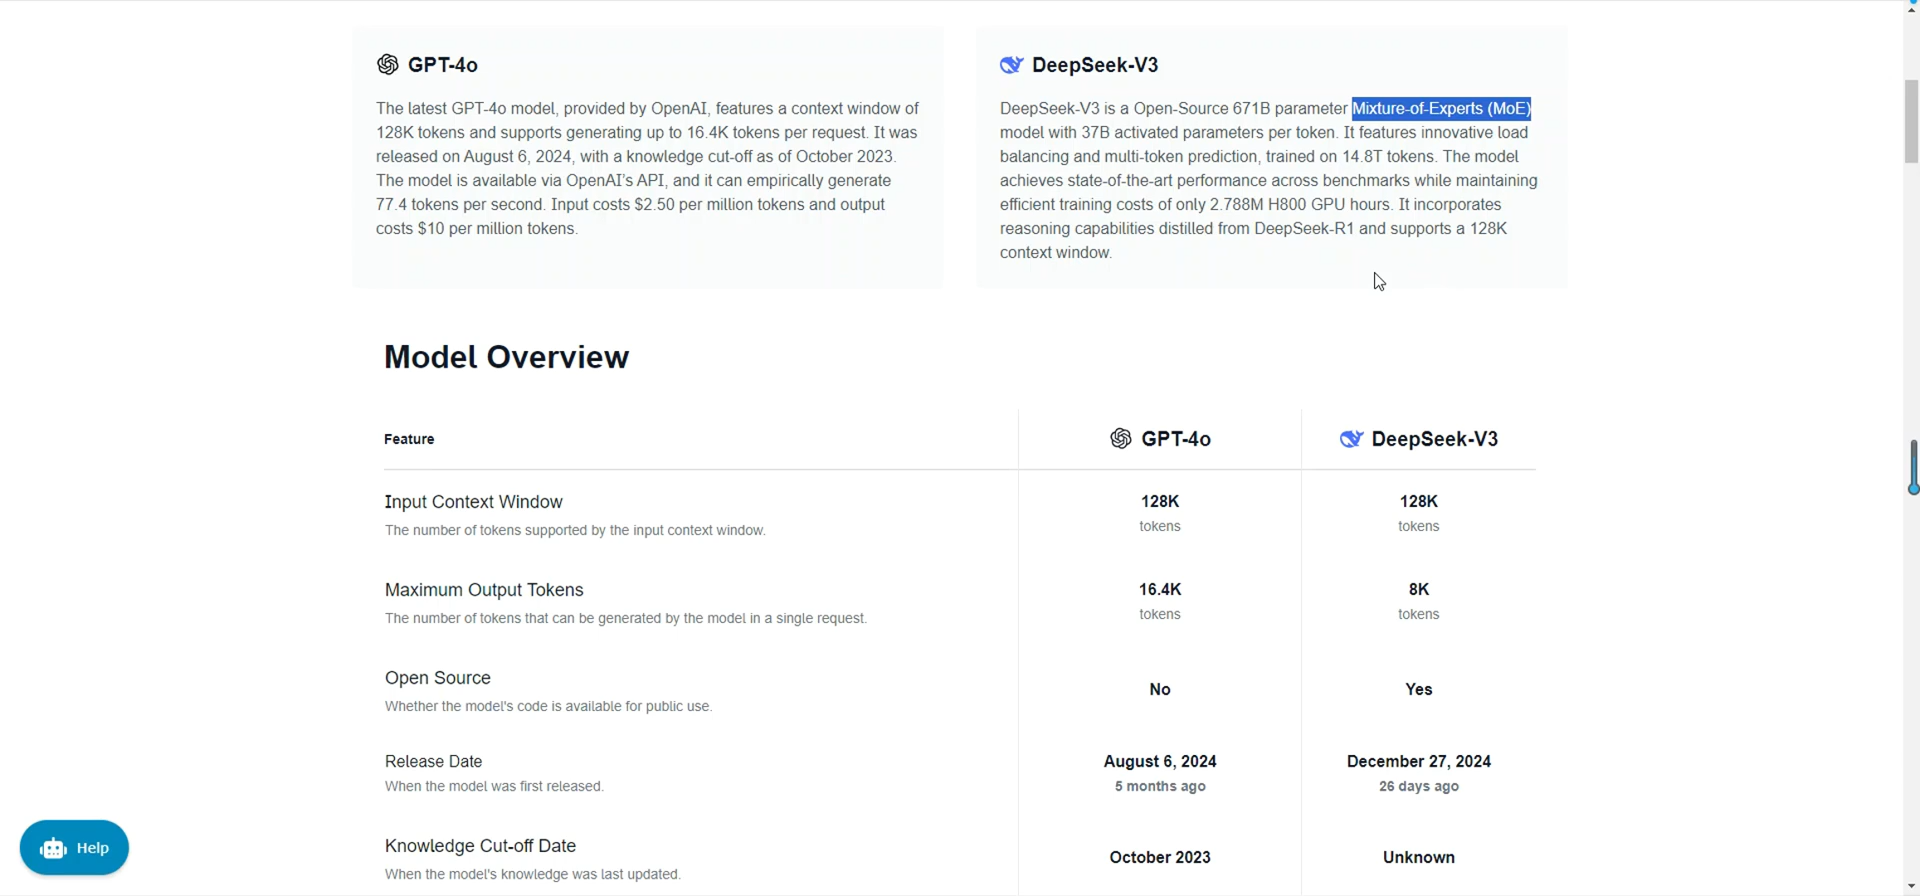 GPT-4o
The latest GPT-4o model, provided by OpenAI, features a context window of
128K tokens and supports generating up to 16.4K tokens per request. It was
released on August 6, 2024, with a knowledge cut-off as of October 2023.
The model is available via OpenAI's API, and it can empirically generate
77.4 tokens per second. Input costs $2.50 per million tokens and output
costs $10 per million tokens.
DeepSeek-V3
DeepSeek-V3 is a Open-Source 671B parameter Mixture-of-Experts (MoE)
model with 37B activated parameters per token. It features innovative load
balancing and multi-token prediction, trained on 14.8T tokens. The model
achieves state-of-the-art performance across benchmarks while maintaining
efficient training costs of only 2.788M H800 GPU hours. It incorporates
reasoning capabilities distilled from DeepSeek-R1 and supports a 128K
context window.
Model Overview
Feature GPT-4o DeepSeek-V3
Input Context Window 128K 128K
The number of tokens supported by the input context window. tokens tokens
Maximum Output Tokens 16.4K 8K
The number of tokens that can be generated by the model in a single request. tokens tokens
Open Source No Yes
Whether the model's code is available for public use.
Release Date August 6, 2024 December 27, 2024
When the model was first released. 5 months ago 26 days ago
Knowledge Cut-off Date October 2023 Unknown
When the model's knowledge was last updated.
Help